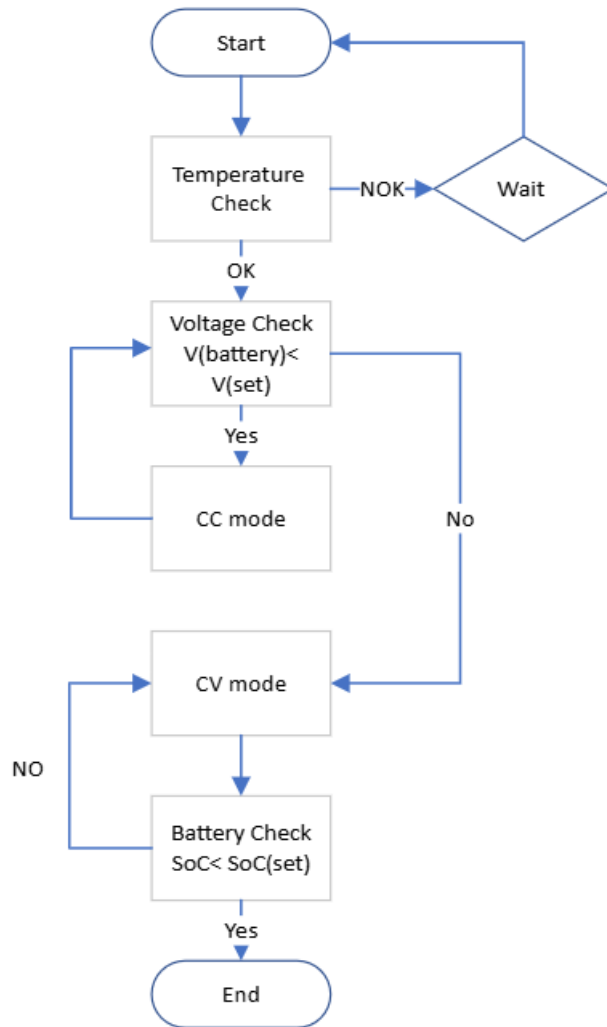 Start
Temperature
Check
NOK
Wait
OK
Voltage Check
V(battery)<
V(set)
Yes
CC mode
No
CV mode
NO
Battery Check
SoC< SoC(set)
Yes
End